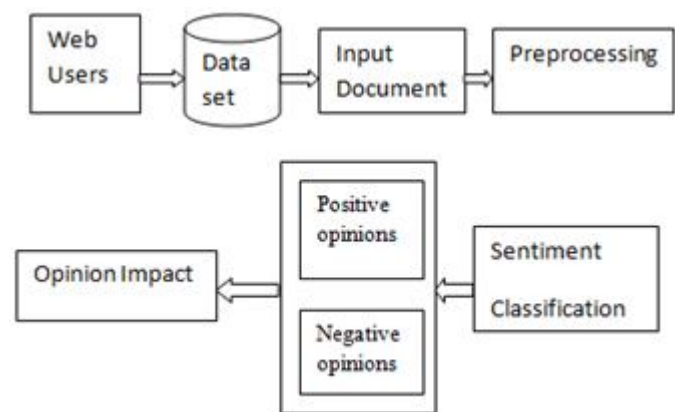 Web
Users
Data
set
Input
Document
Preprocessing
Positive
opinions
Opinion Impact
Sentiment
Classification
Negative
opinions